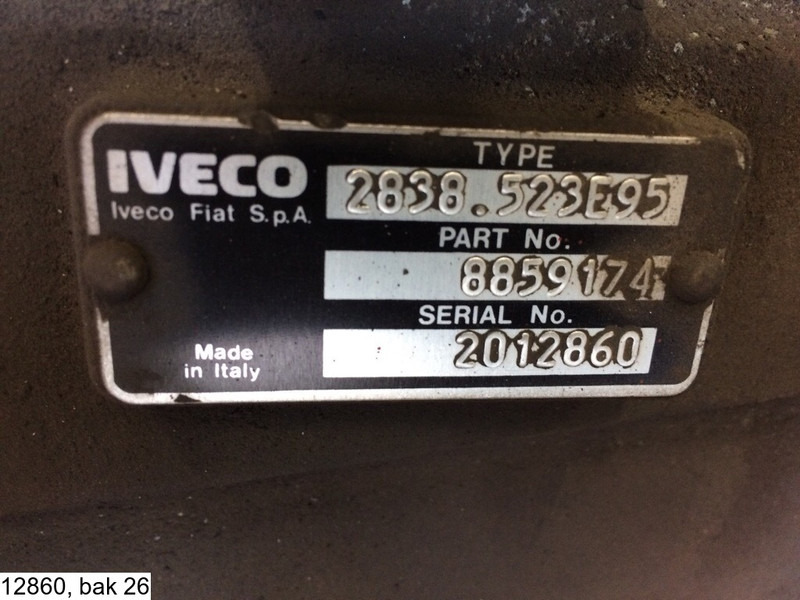 IVECO
Iveco Fiat S.p.A.
TYPE
2838.523E95
PART No.
8859174
SERIAL No.
2012860
Made
in Italy
12860, bak 26